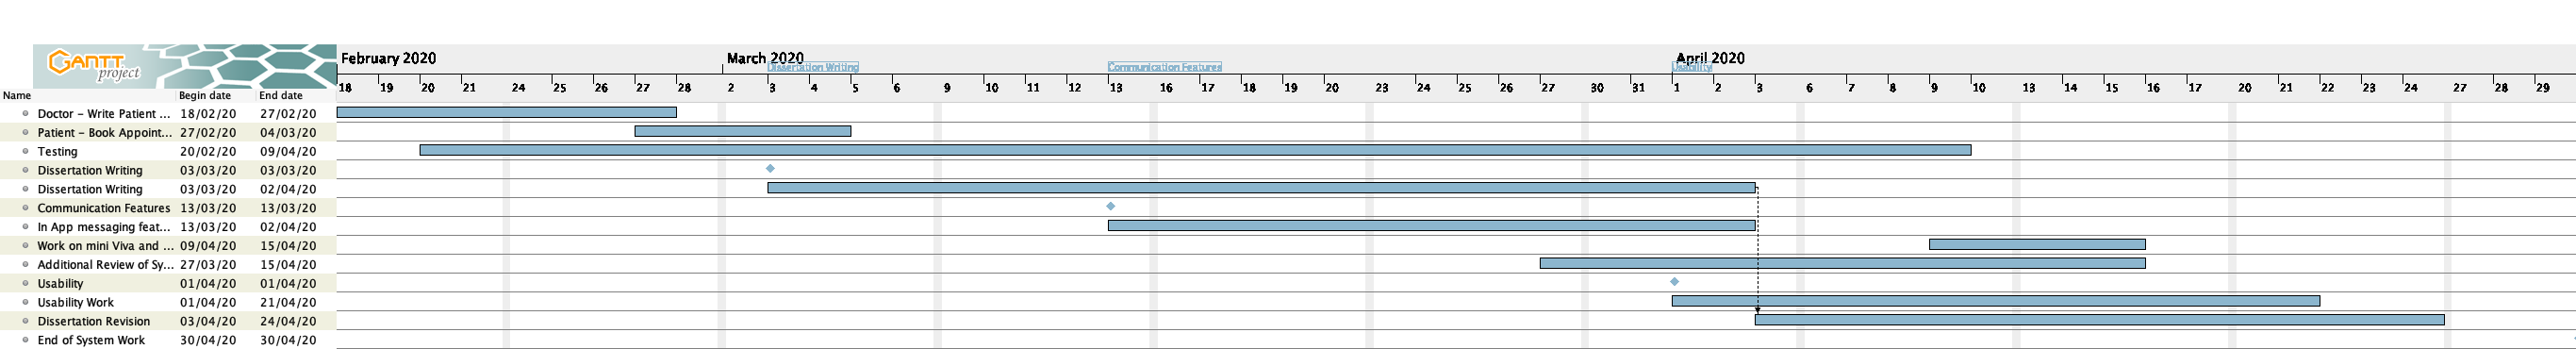 GANTT project
February 2020 March 2020 April 2020
Dissertation Writing Communication Features Usability
18 19 20 21 24 25 26 27 28 2 3 4 5 6 9 10 11 12 13 16 17 18 19 20 23 24 25 26 27 30 31 1 2 3 6 7 8 9 10 13 14 15 16 17 20 21 22 23 24 27 28 29
Name Begin date End date
Doctor - Write Patient ... 18/02/20 27/02/20
Patient - Book Appoint... 27/02/20 04/03/20
Testing 20/02/20 09/04/20
Dissertation Writing 03/03/20 03/03/20
Dissertation Writing 03/03/20 02/04/20
Communication Features 13/03/20 13/03/20
In App messaging feat... 13/03/20 02/04/20
Work on mini Viva and ... 09/04/20 15/04/20
Additional Review of Sy... 27/03/20 15/04/20
Usability 01/04/20 01/04/20
Usability Work 01/04/20 21/04/20
Dissertation Revision 03/04/20 24/04/20
End of System Work 30/04/20 30/04/20